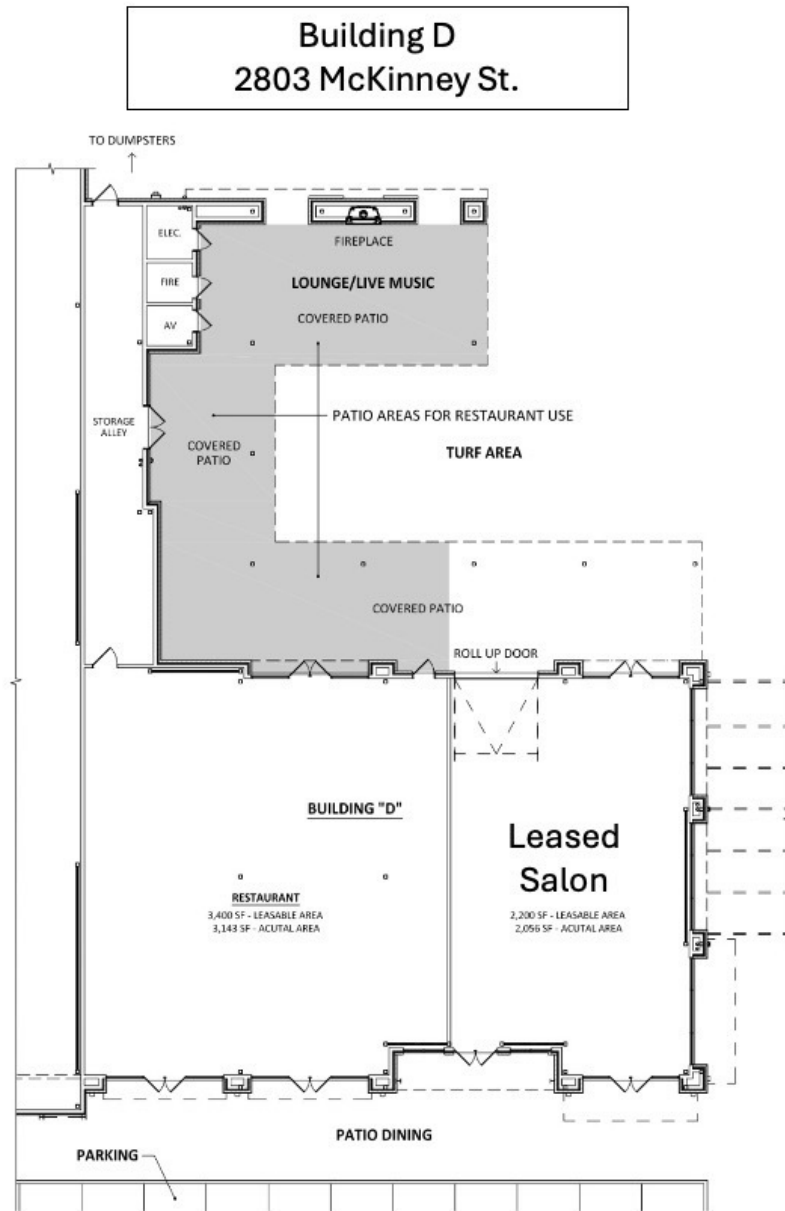 Building D
2803 McKinney St.
TO DUMPSTERS
ELEC.
FIREPLACE
FIRE
LOUNGE/LIVE MUSIC
COVERED PATIO
AV
PATIO AREAS FOR RESTAURANT USE
STORAGE
ALLEY
COVERED
PATIO
TURF AREA
COVERED PATIO
ROLL UP DOOR
BUILDING "D"
Leased
Salon
RESTAURANT
3,400 SF - LEASABLE AREA
3,143 SF - ACUTAL AREA
2,200 SF - LEASABLE AREA
2,056 SF - ACUTAL AREA
PATIO DINING
PARKING